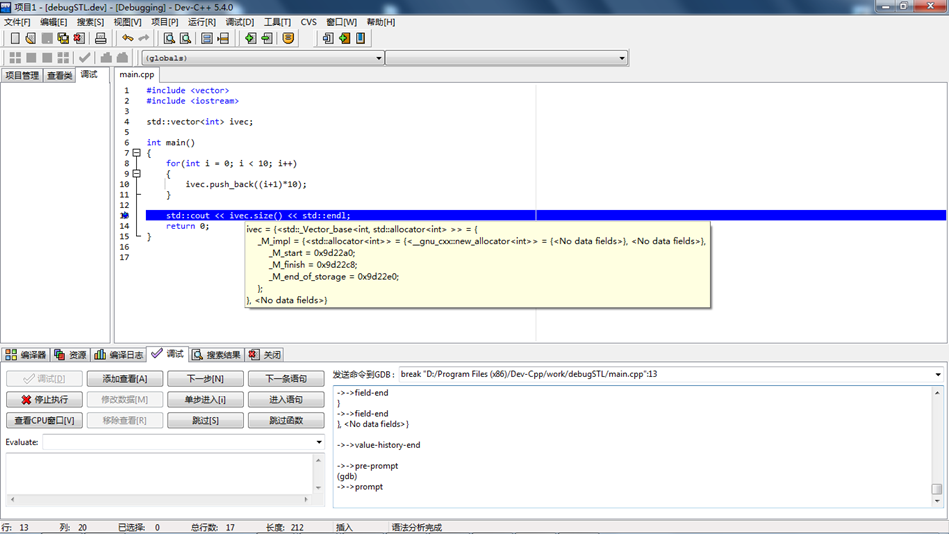 项目1 - [debugSTL.dev] - [Debugging] - Dev-C++ 5.4.0
文件[F] 编辑[E] 搜索[S] 视图[V] 项目[P] 运行[R] 调试[D] 工具[T] CVS 窗口[W] 帮助[H]
(globals)
项目管理 查看类 调试 main.cpp
1 #include <vector>
2 #include <iostream>
3
4 std::vector<int> ivec;
5
6 int main()
7 {
8 for(int i = 0; i < 10; i++)
9 {
10 ivec.push_back((i+1)*10);
11 }
12
std::cout << ivec.size() << std::endl;
14 return 0;
15 }
16
17
ivec = {<std::_Vector_base<int, std::allocator<int> >> = {
_M_impl = {<std::allocator<int>> = {<__gnu_cxx::new_allocator<int>> = {<No data fields>}, <No data fields>},
_M_start = 0x9d22a0;
_M_finish = 0x9d22c8;
_M_end_of_storage = 0x9d22e0;
};
}, <No data fields>}
编译器 资源 编译日志 调试 搜索结果 关闭
调试[D] 添加查看[A] 下一步[N] 下一条语句
停止执行 修改数据[M] 单步进入[i] 进入语句
查看CPU窗口[V] 移除查看[R] 跳过[S] 跳过函数
Evaluate:
发送命令到GDB: break "D:/Program Files (x86)/Dev-Cpp/work/debugSTL/main.cpp":13
->->field-end
}
->->field-end
}, <No data fields>}
->->value-history-end
->->pre-prompt
(gdb)
->->prompt
行: 13 列: 20 已选择: 0 总行数: 17 长度: 212 插入 语法分析完成